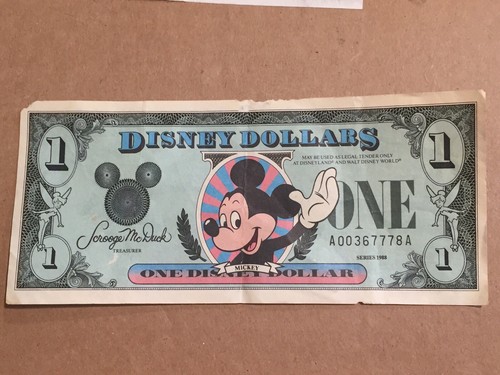 1 DISNEY DOLLARS 1
MAY BE USED AS LEGAL TENDER ONLY
AT DISNEYLAND® AND WALT DISNEY WORLD®
ONE
A00367778A
Scrooge McDuck
TREASURER
SERIES 1988
MICKEY
1 ONE DISNEY DOLLAR 1